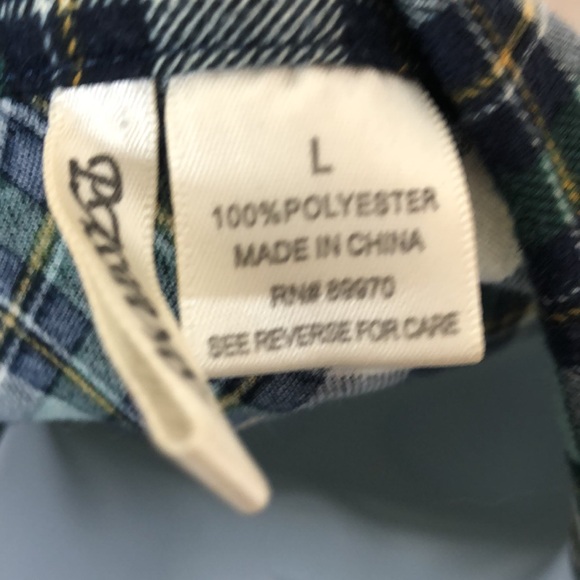 L
100%POLYESTER
MADE IN CHINA
RN# 89970
SEE REVERSE FOR CARE